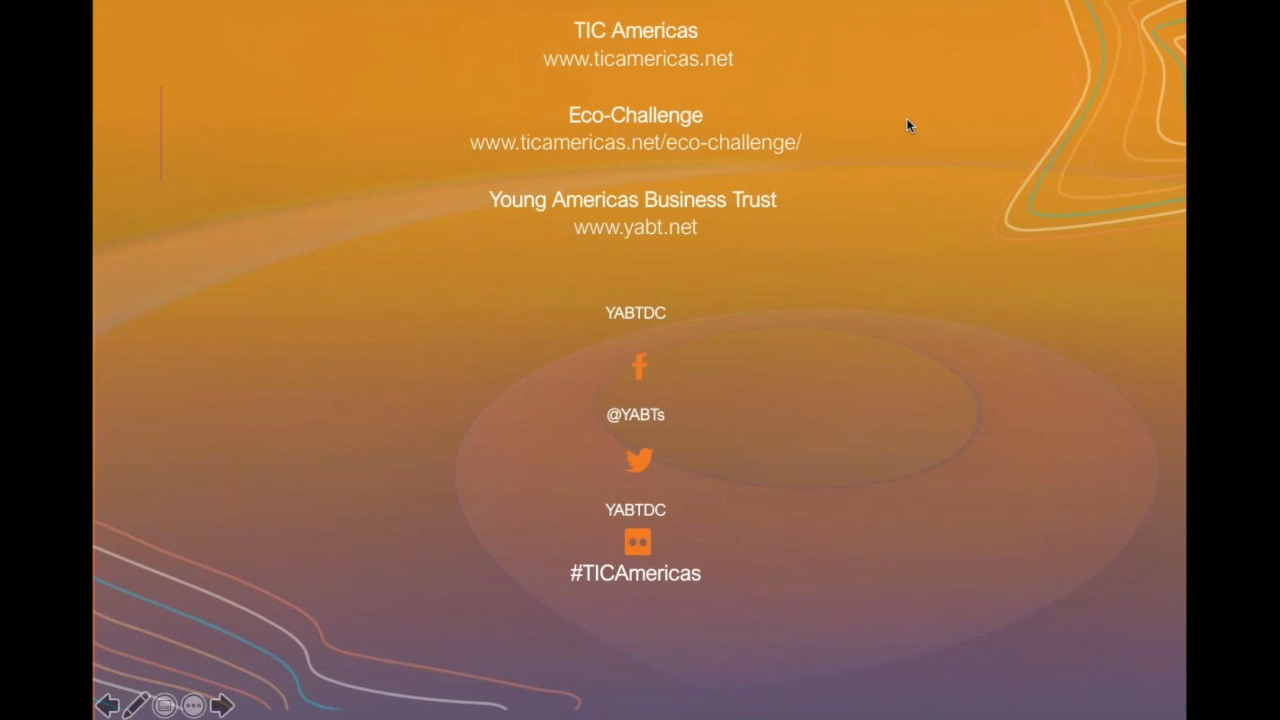 TIC Americas
www.ticamericas.net
Eco-Challenge
www.ticamericas.net/eco-challenge/
Young Americas Business Trust
www.yabt.net
YABTDC
@YABTs
YABTDC
#TICAmericas